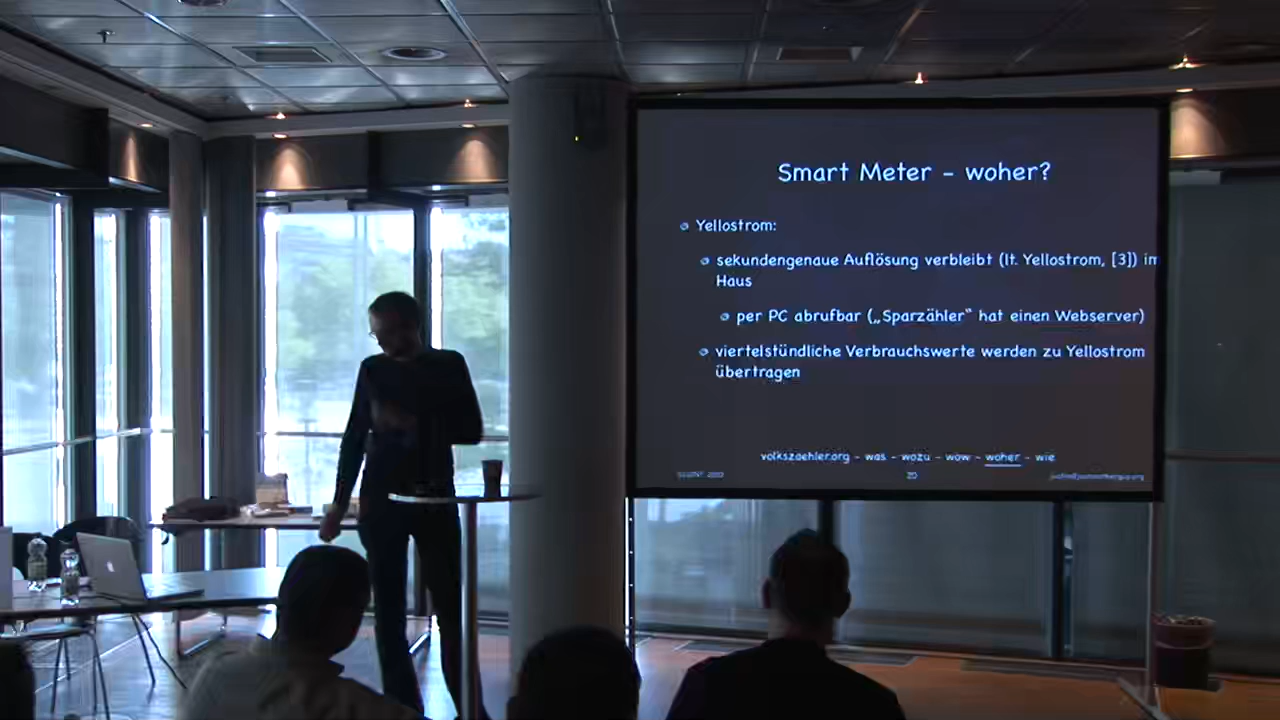 Smart Meter - woher?
Yellostrom:
sekundengenaue Auflösung verbleibt (lt. Yellostrom, [3]) im
Haus
per PC abrufbar („Sparzähler“ hat einen Webserver)
viertelstündliche Verbrauchswerte werden zu Yellostrom
übertragen
volkszaehler.org - was - wozu - wow - woher - wie
20